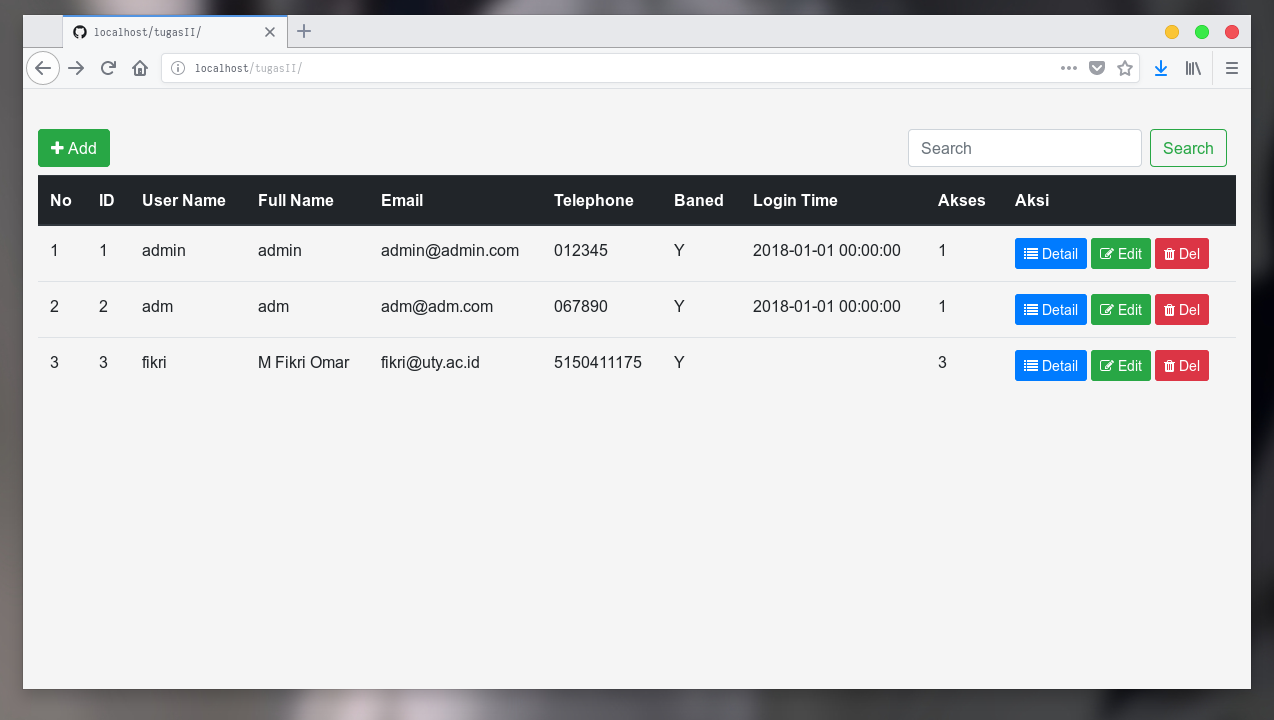 localhost/tugasII/
localhost/tugasII/
Add
Search
Search
No ID User Name Full Name Email Telephone Baned Login Time Akses Aksi
1 1 admin admin admin@admin.com 012345 Y 2018-01-01 00:00:00 1 Detail Edit Del
2 2 adm adm adm@adm.com 067890 Y 2018-01-01 00:00:00 1 Detail Edit Del
3 3 fikri M Fikri Omar fikri@uty.ac.id 5150411175 Y 3 Detail Edit Del